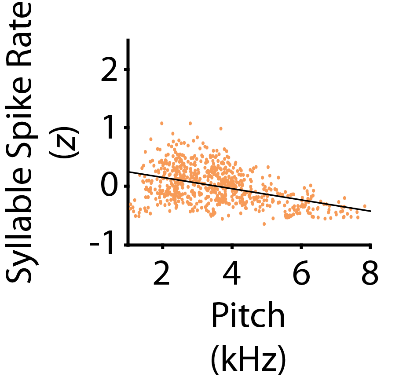 Syllable Spike Rate
(z)
2
1
0
-1
2 4 6 8
Pitch
(kHz)